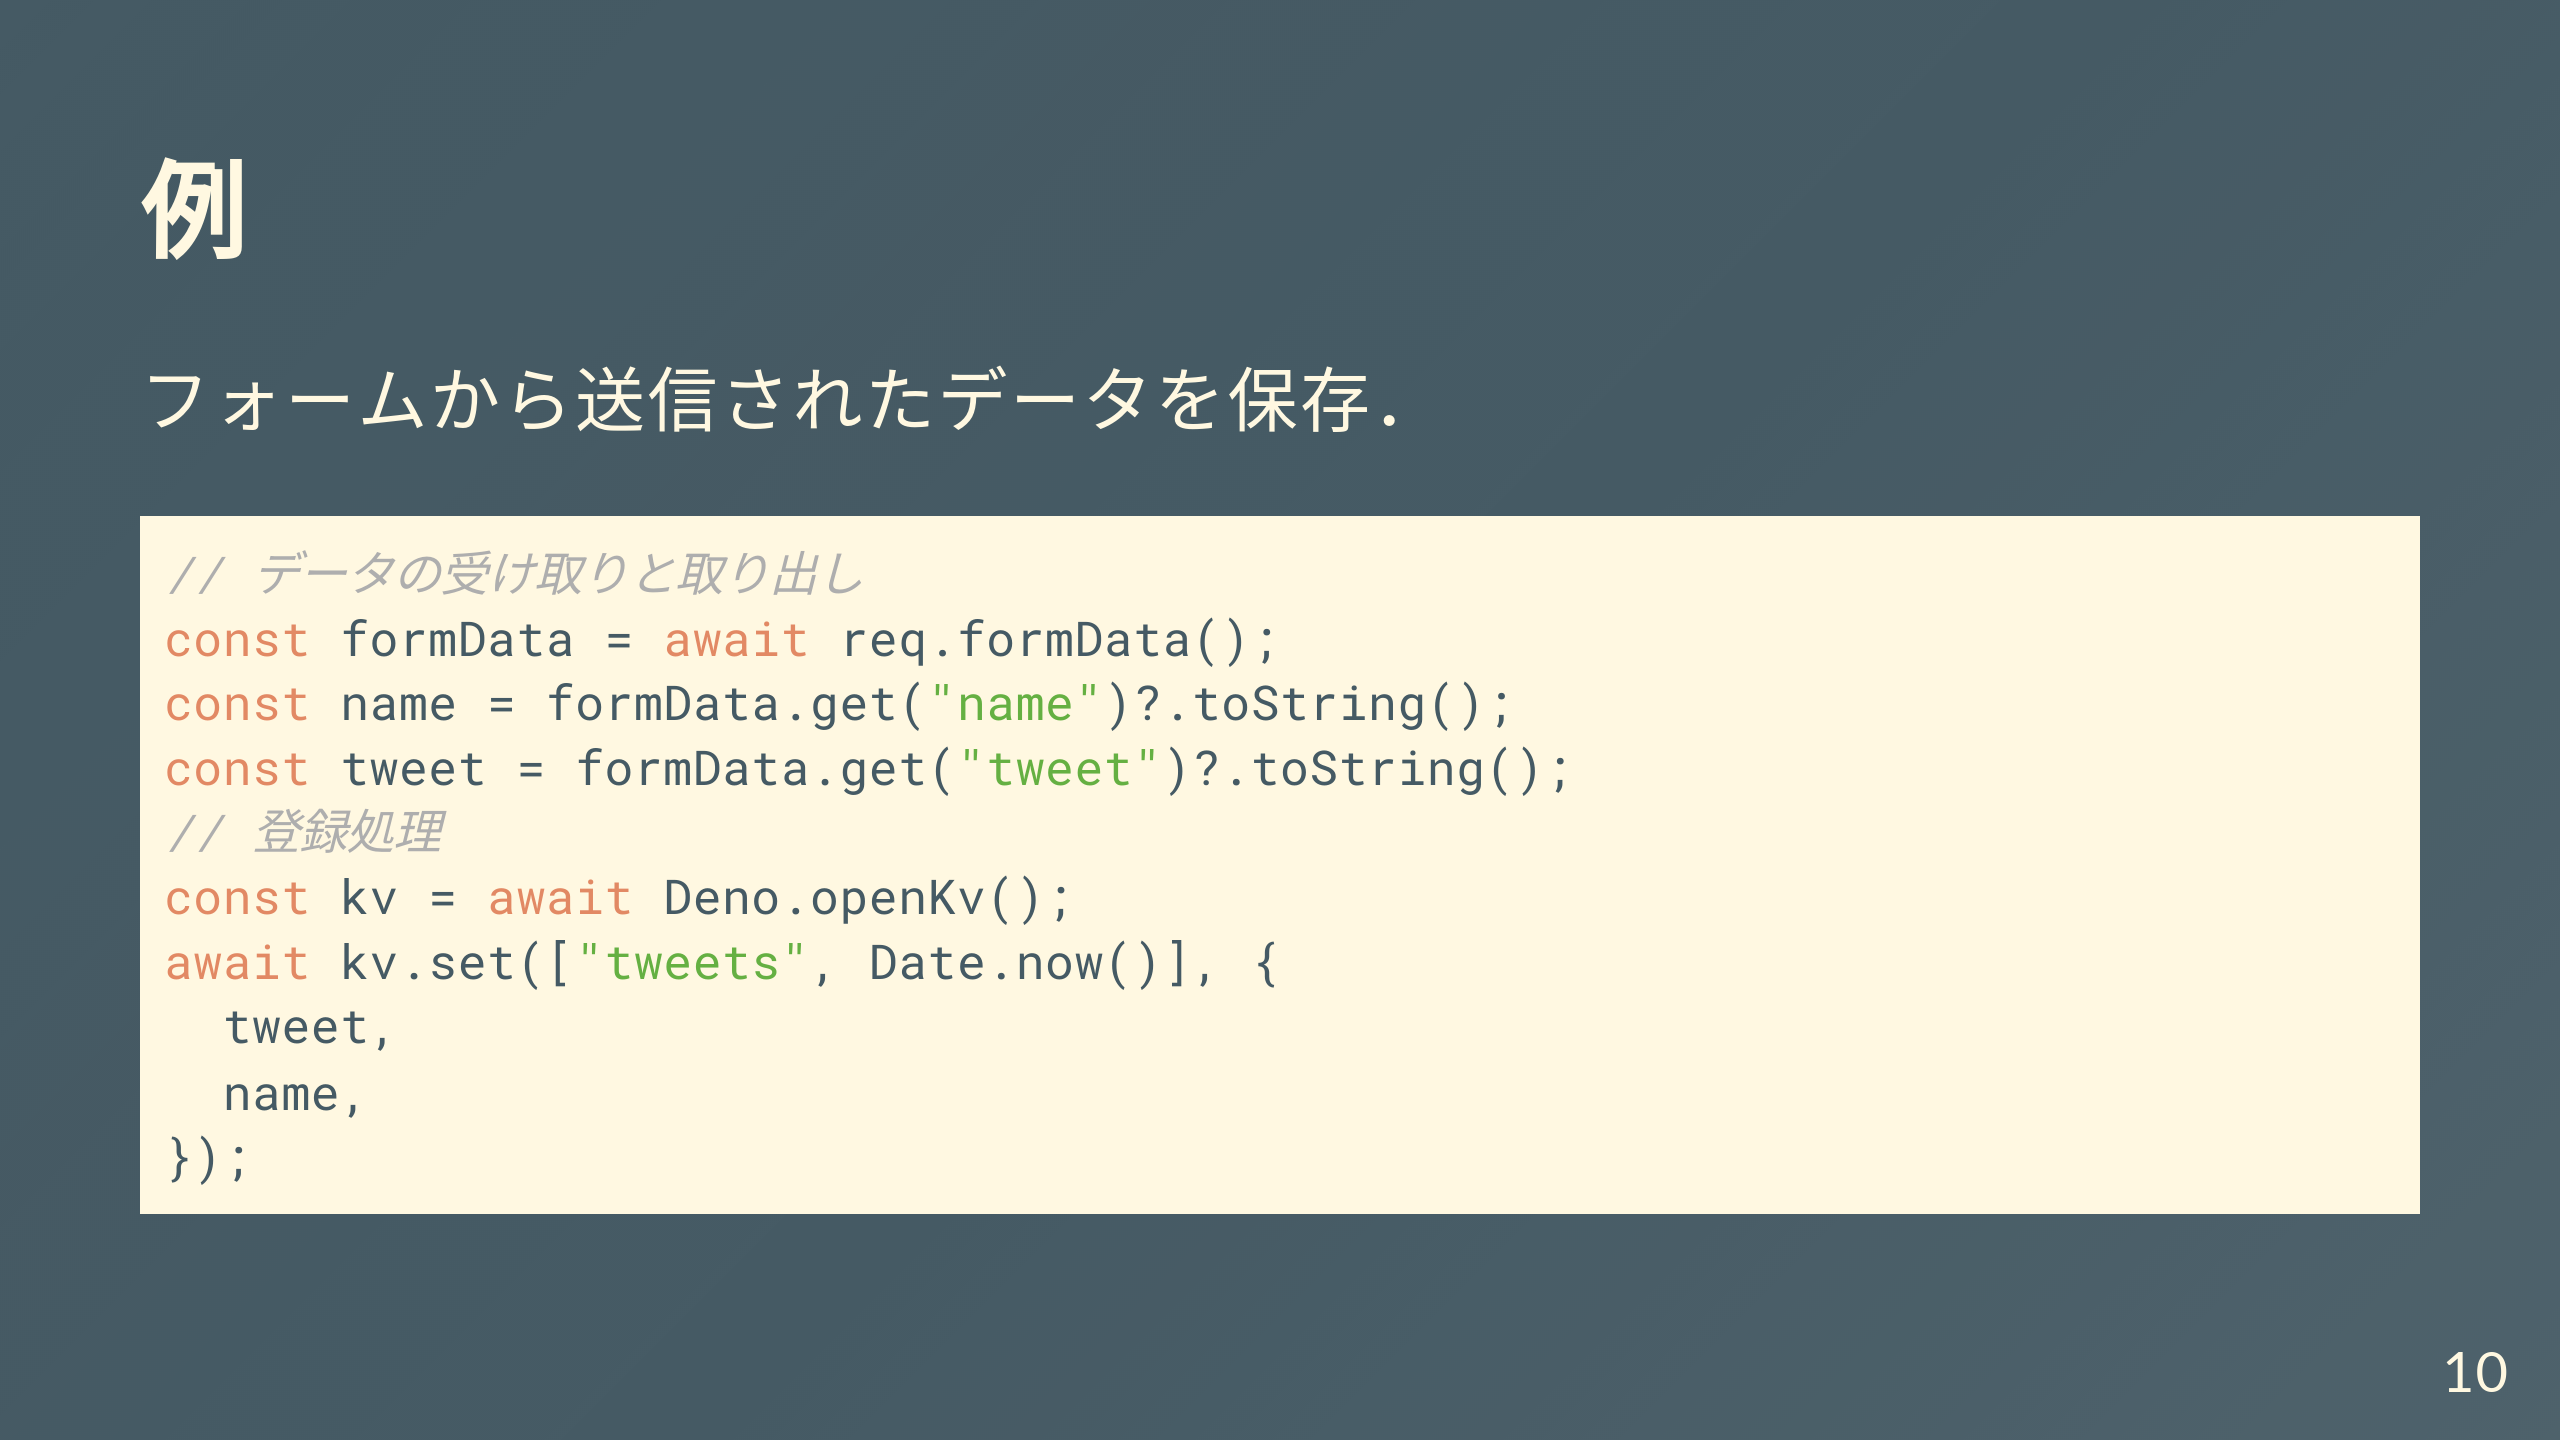 例
フォームから送信されたデータを保存.
// データの受け取りと取り出し
const formData = await req.formData();
const name = formData.get("name")?.toString();
const tweet = formData.get("tweet")?.toString();
// 登録処理
const kv = await Deno.openKv();
await kv.set(["tweets", Date.now()], {
  tweet,
  name,
});
10